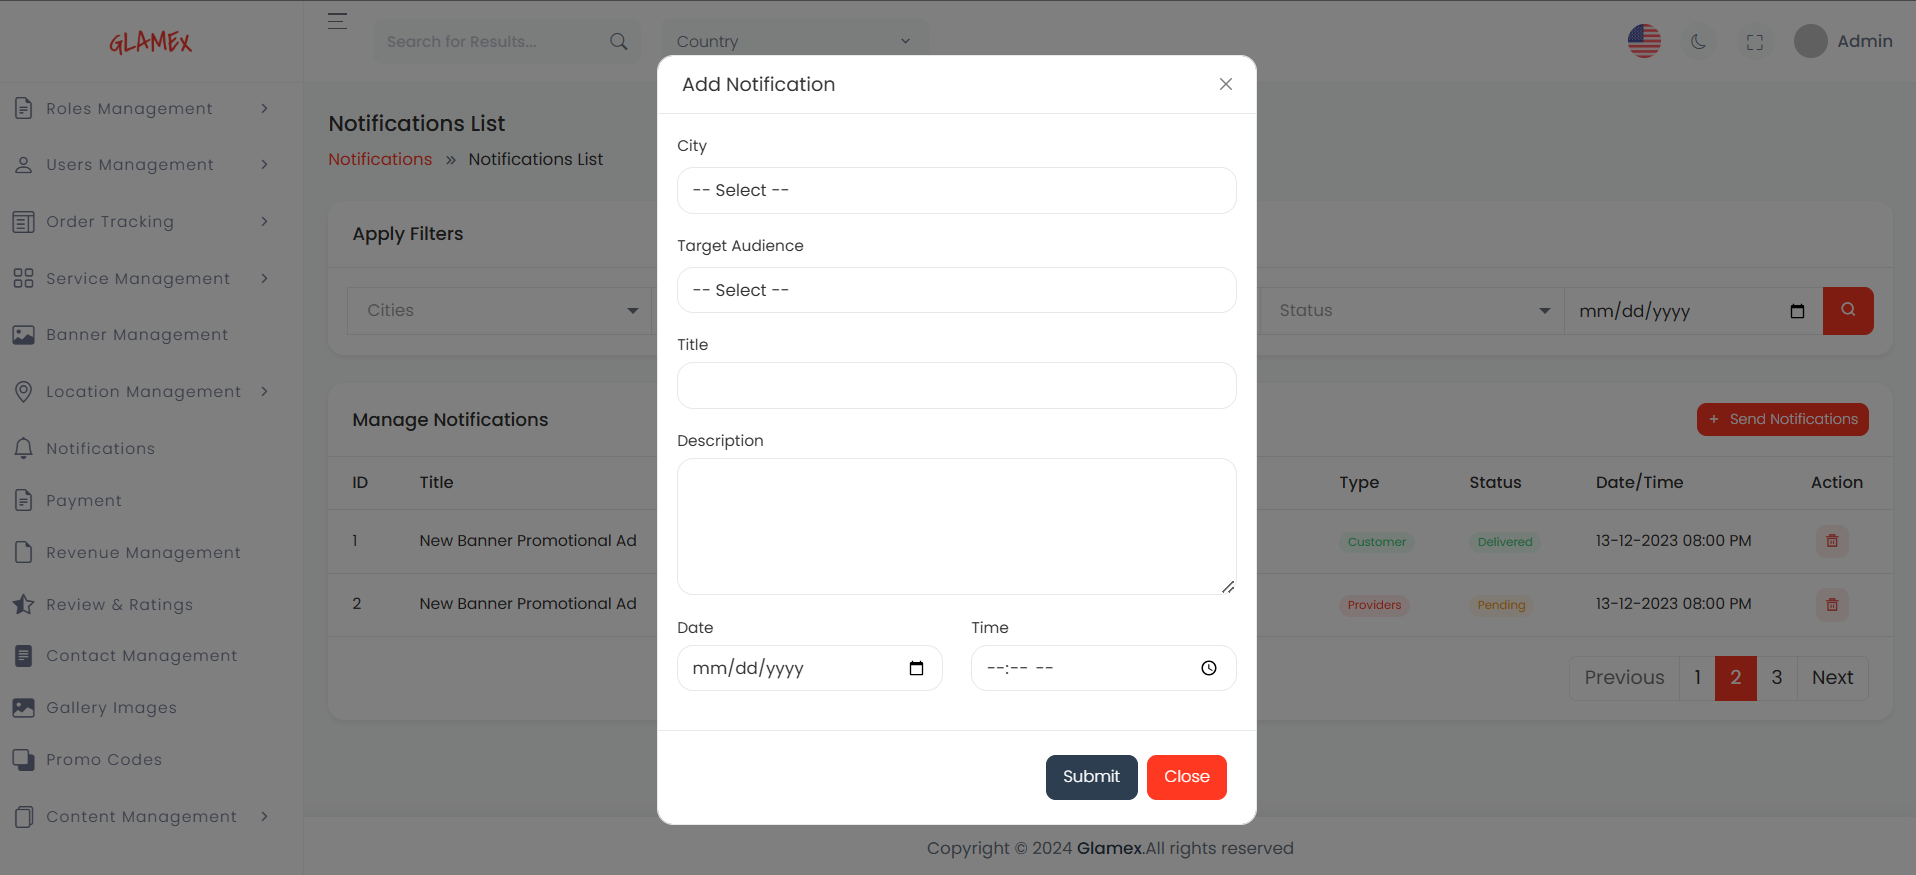 GLAMEX
Search for Results...
Country
Admin
Roles Management
Users Management
Order Tracking
Service Management
Banner Management
Location Management
Notifications
Payment
Revenue Management
Review & Ratings
Contact Management
Gallery Images
Promo Codes
Content Management
Notifications List
Notifications » Notifications List
Apply Filters
Cities
Status
mm/dd/yyyy
Manage Notifications
+ Send Notifications
ID Title Type Status Date/Time Action
1 New Banner Promotional Ad Customer Delivered 13-12-2023 08:00 PM
2 New Banner Promotional Ad Providers Pending 13-12-2023 08:00 PM
Previous 1 2 3 Next
Add Notification
City
-- Select --
Target Audience
-- Select --
Title
Description
Date Time
mm/dd/yyyy --:-- --
Submit Close
Copyright © 2024 Glamex.All rights reserved